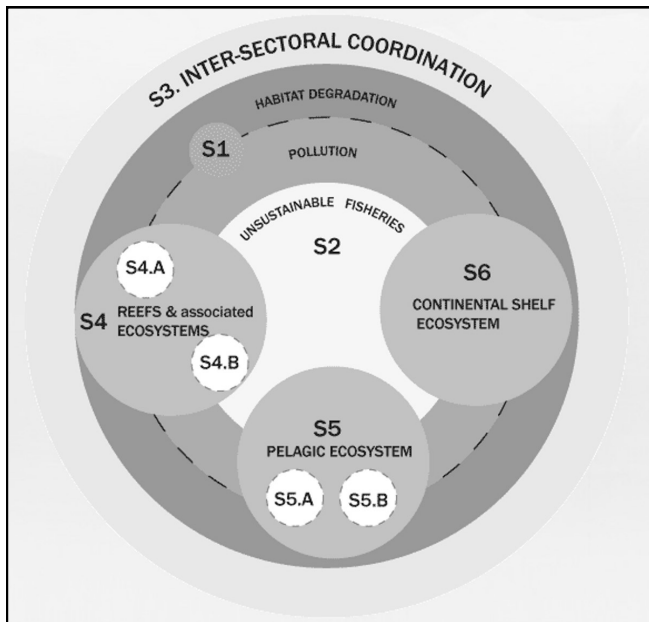 S3. INTER-SECTORAL COORDINATION
HABITAT DEGRADATION
S1
POLLUTION
UNSUSTAINABLE FISHERIES
S2
S4.A
S4 REEFS & associated
ECOSYSTEMS
S4.B
S6
CONTINENTAL SHELF
ECOSYSTEM
S5
PELAGIC ECOSYSTEM
S5.A S5.B